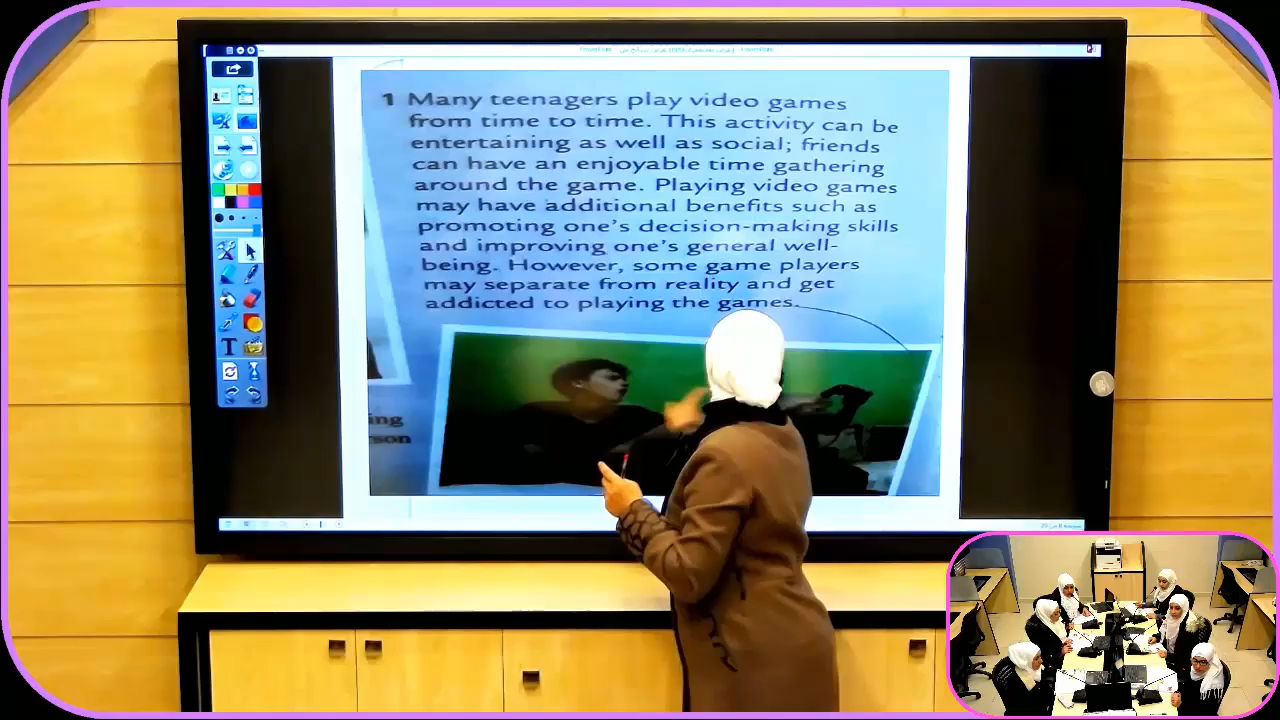 1 Many teenagers play video games
from time to time. This activity can be
entertaining as well as social; friends
can have an enjoyable time gathering
around the game. Playing video games
may have additional benefits such as
promoting one's decision-making skills
and improving one's general well-
being. However, some game players
may separate from reality and get
addicted to playing the games.
ing
son
T